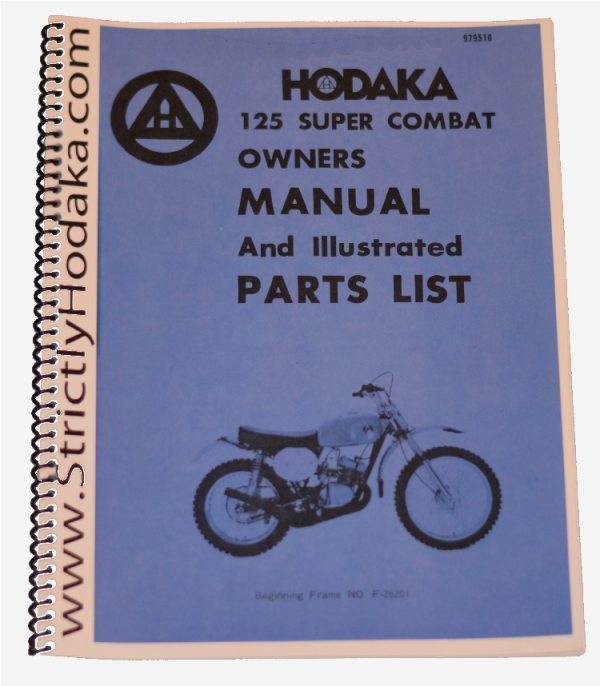 979510
HODAKA
125 SUPER COMBAT
OWNERS
MANUAL
And Illustrated
PARTS LIST
Beginning Frame NO. F-26201
www.StrictlyHodaka.com